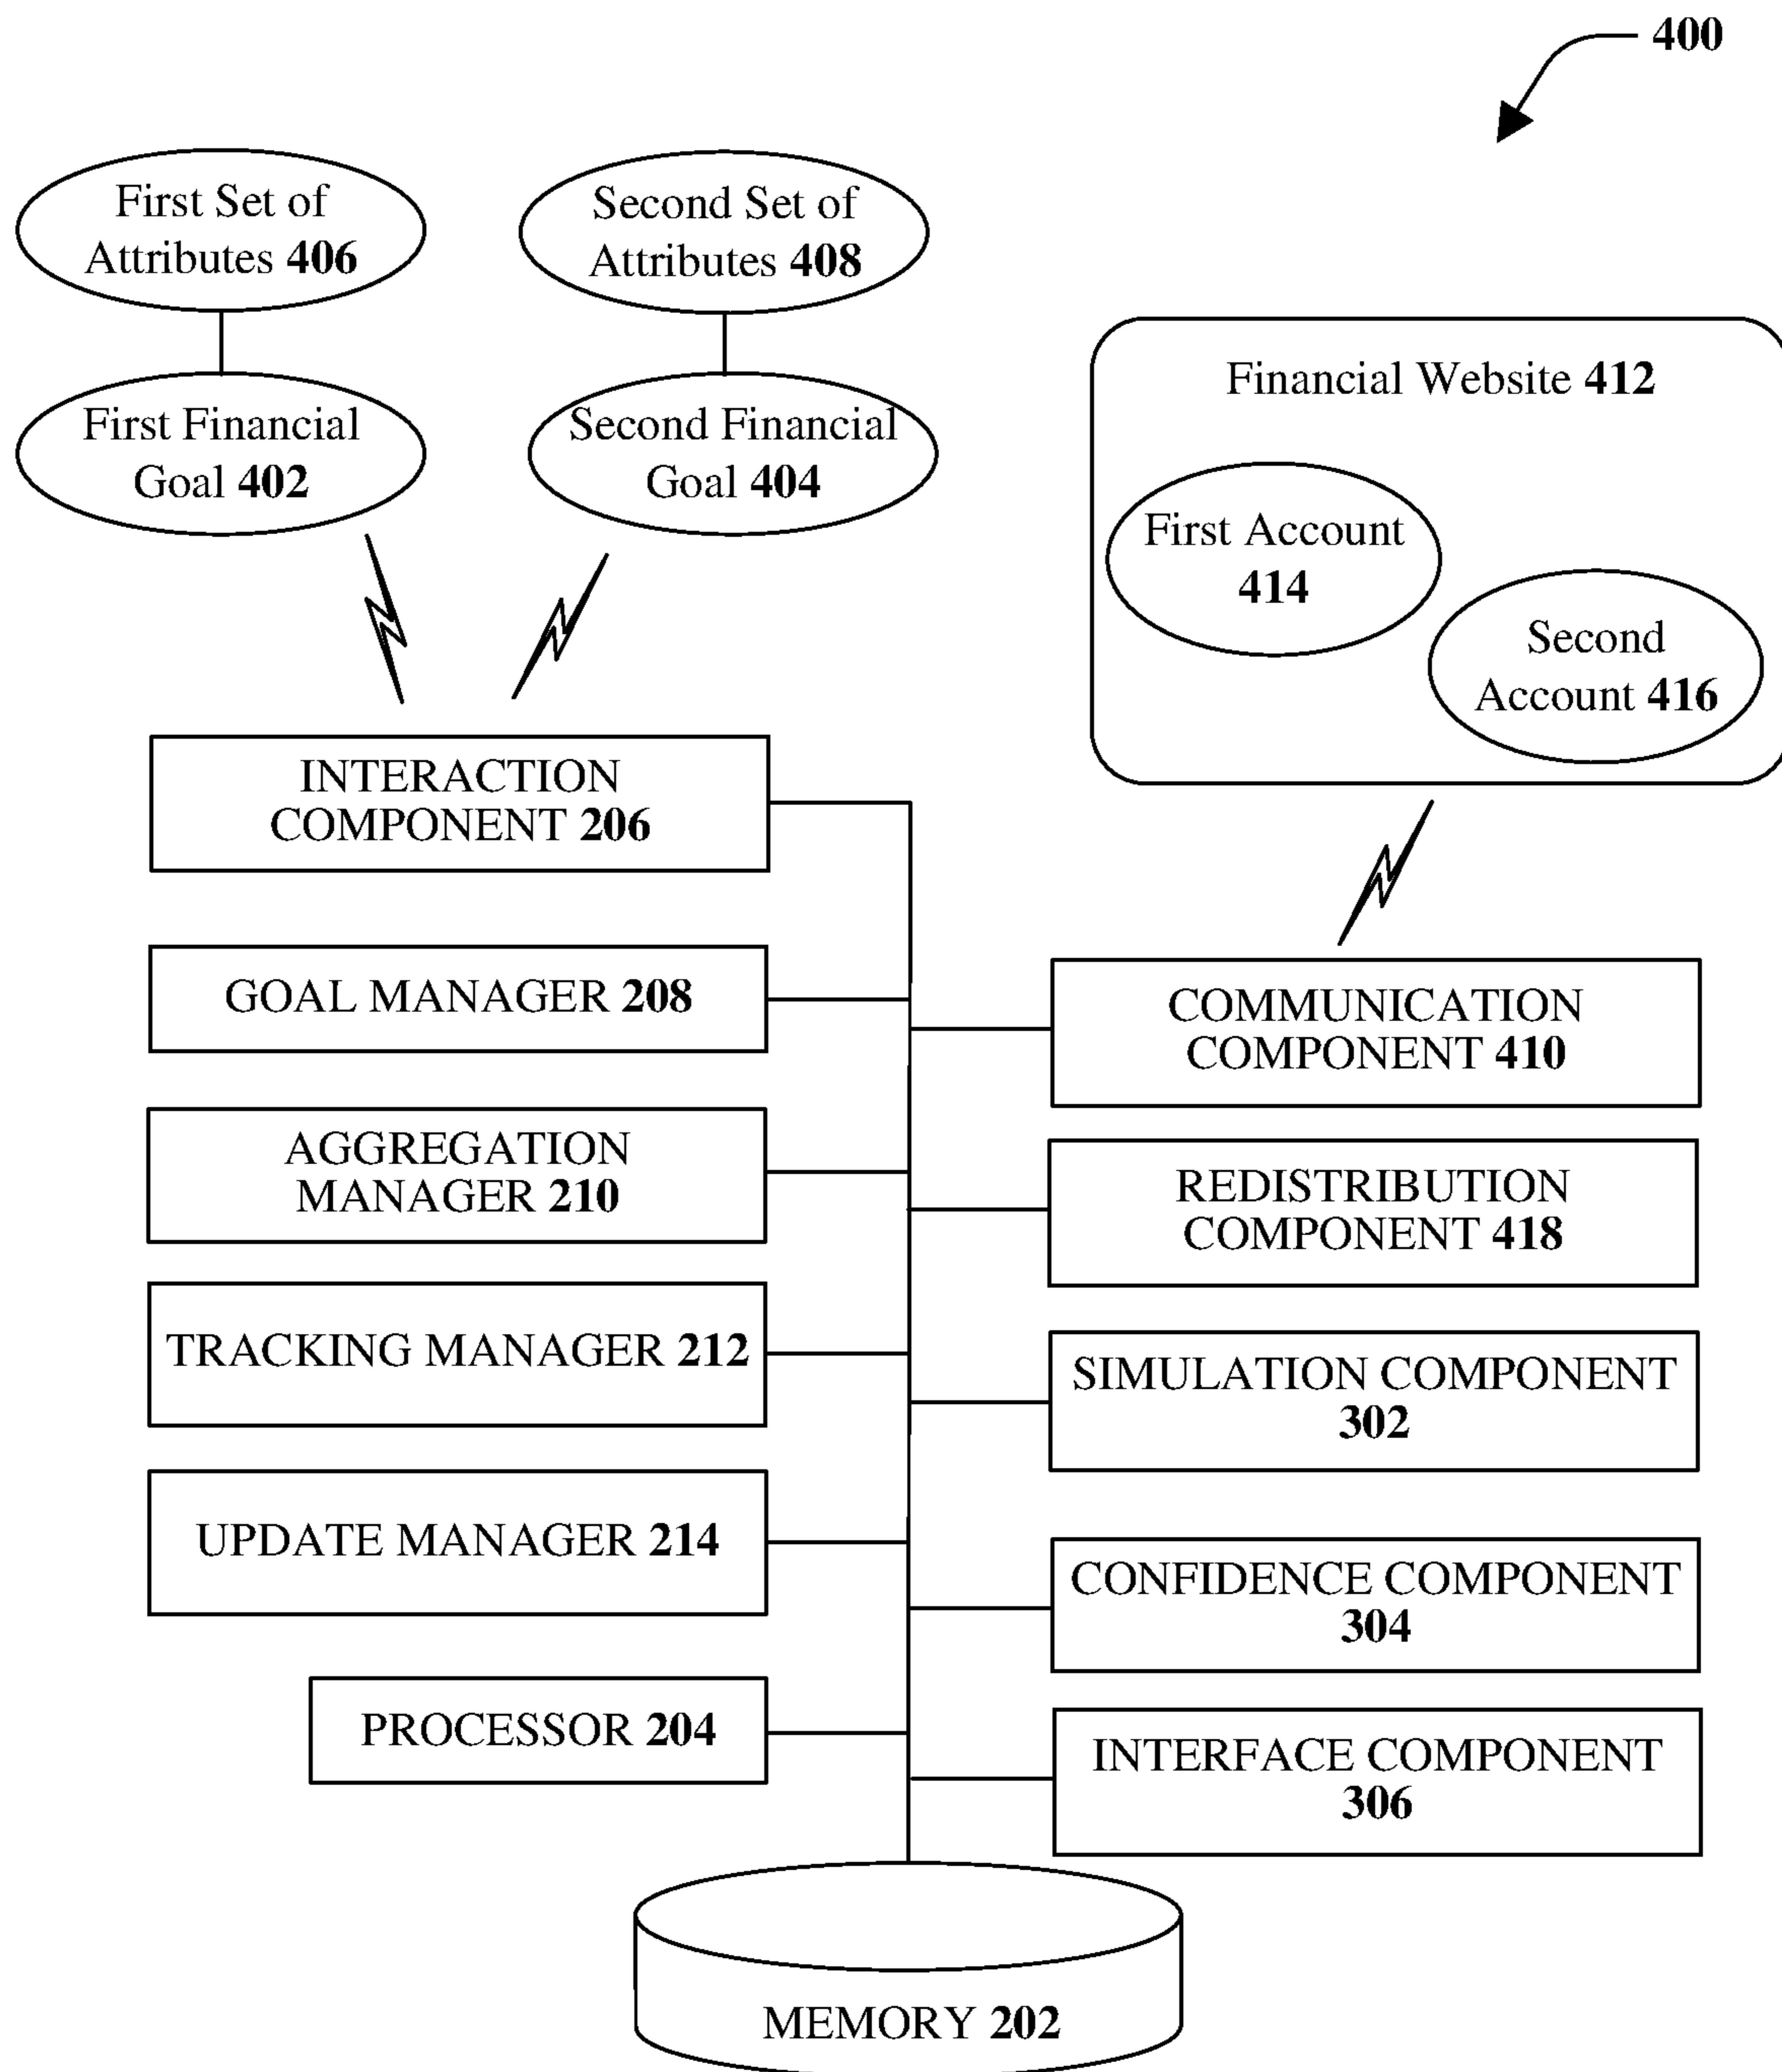 400
First Set of
Attributes 406
Second Set of
Attributes 408
First Financial
Goal 402
Second Financial
Goal 404
Financial Website 412
First Account
414
Second
Account 416
INTERACTION
COMPONENT 206
GOAL MANAGER 208
AGGREGATION
MANAGER 210
TRACKING MANAGER 212
UPDATE MANAGER 214
PROCESSOR 204
COMMUNICATION
COMPONENT 410
REDISTRIBUTION
COMPONENT 418
SIMULATION COMPONENT
302
CONFIDENCE COMPONENT
304
INTERFACE COMPONENT
306
MEMORY 202